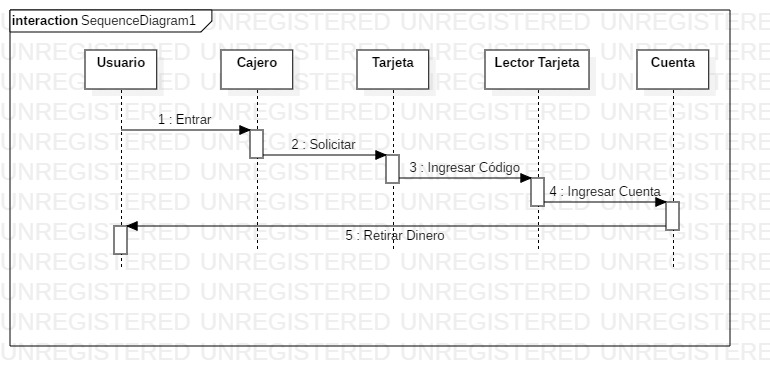 UNREGISTERED UNREGISTERED UNREGISTERED UNREGISTERED
interaction SequenceDiagram1
Usuario
Cajero
Tarjeta
Lector Tarjeta
Cuenta
1 : Entrar
2 : Solicitar
3 : Ingresar Código
4 : Ingresar Cuenta
5 : Retirar Dinero